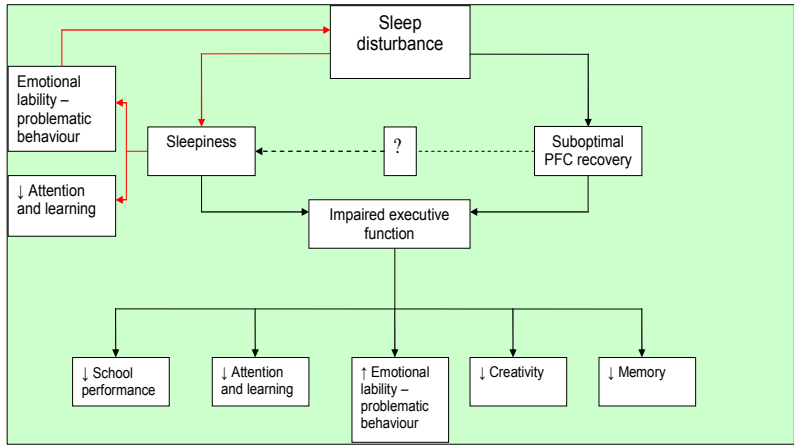 Sleep
disturbance
Emotional
lability –
problematic
behaviour
Sleepiness
?
Suboptimal
PFC recovery
↓ Attention
and learning
Impaired executive
function
↓ School
performance
↓ Attention
and learning
↑ Emotional
lability –
problematic
behaviour
↓ Creativity
↓ Memory